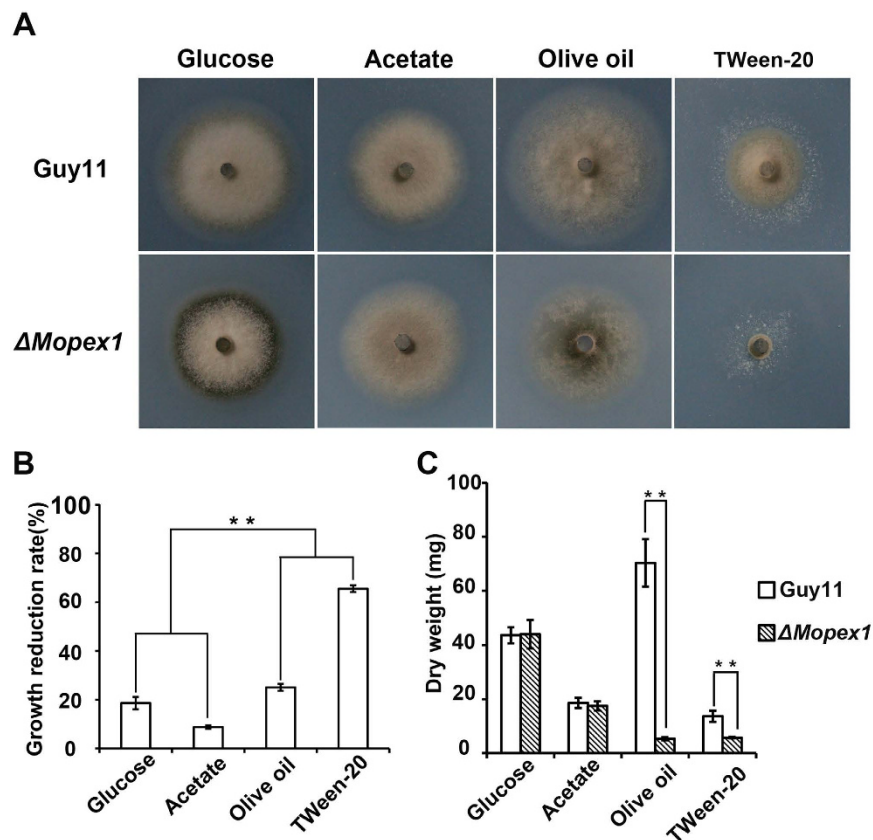 A
Glucose Acetate Olive oil TWeen-20
Guy11
ΔMopex1
B
Growth reduction rate(%)
100
80
60
40
20
0
* *
Glucose Acetate Olive oil TWeen-20
C
Dry weight (mg)
100
80
60
40
20
0
* *
* *
Guy11
ΔMopex1
Glucose Acetate Olive oil TWeen-20